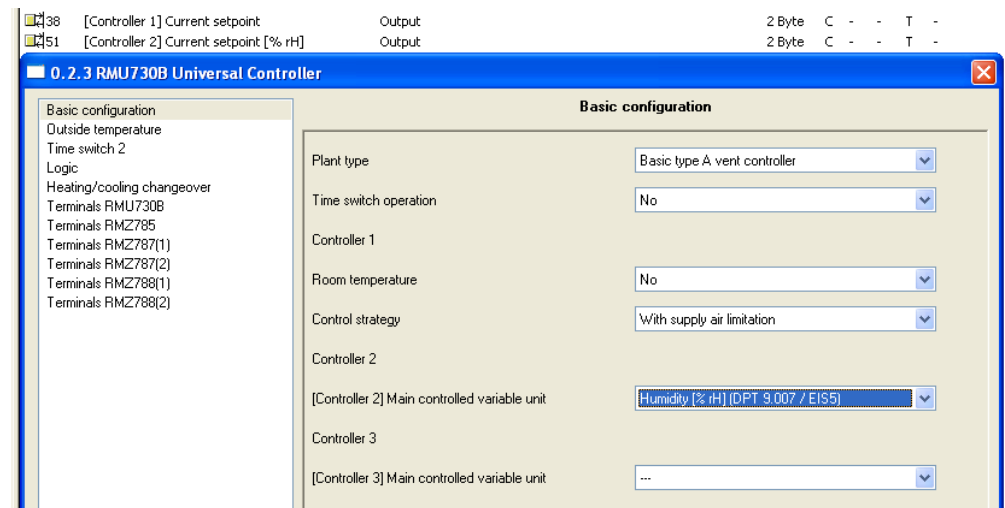 38 [Controller 1] Current setpoint Output 2 Byte C - - T -
51 [Controller 2] Current setpoint [% rH] Output 2 Byte C - - T -
0.2.3 RMU730B Universal Controller
Basic configuration
Outside temperature
Time switch 2
Logic
Heating/cooling changeover
Terminals RMU730B
Terminals RMZ785
Terminals RMZ787(1)
Terminals RMZ787(2)
Terminals RMZ788(1)
Terminals RMZ788(2)
Basic configuration
Plant type Basic type A vent controller
Time switch operation No
Controller 1
Room temperature No
Control strategy With supply air limitation
Controller 2
[Controller 2] Main controlled variable unit Humidity [% rH] (DPT 9.007 / EIS5)
Controller 3
[Controller 3] Main controlled variable unit ---